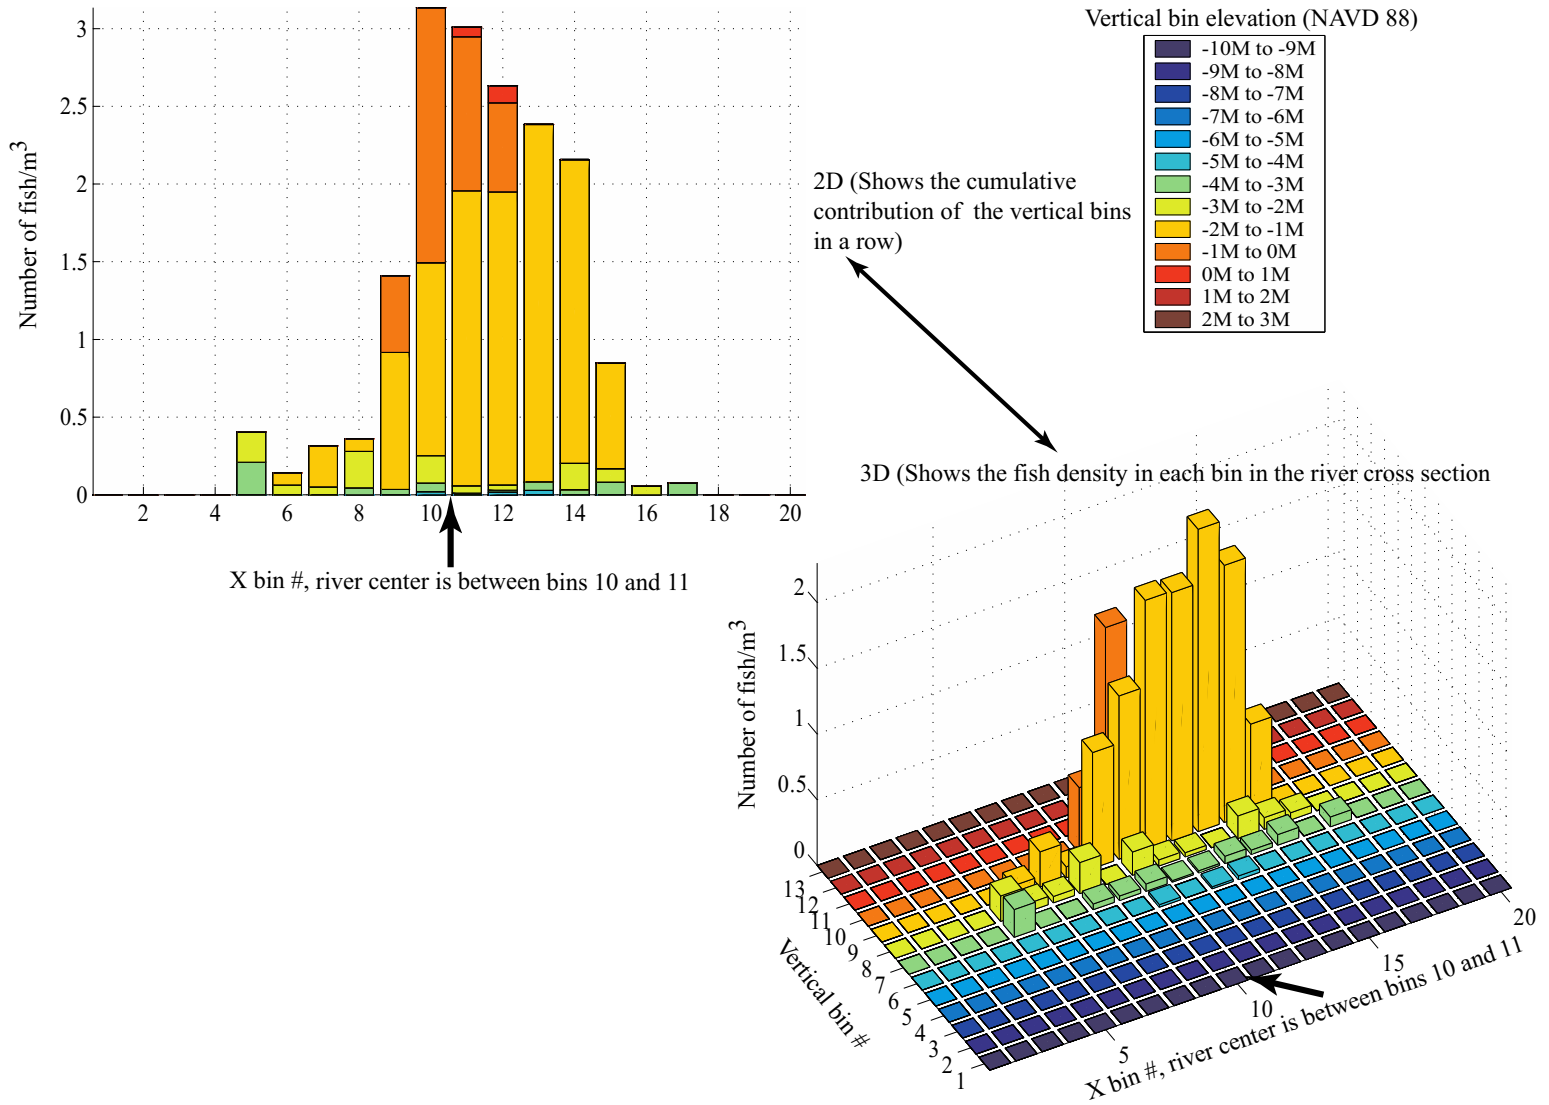 Vertical bin elevation (NAVD 88)
-10M to -9M
-9M to -8M
-8M to -7M
-7M to -6M
-6M to -5M
-5M to -4M
-4M to -3M
-3M to -2M
-2M to -1M
-1M to 0M
0M to 1M
1M to 2M
2M to 3M
Number of fish/m³
3
2.5
2
1.5
1
0.5
0
2 4 6 8 10 12 14 16 18 20
X bin #, river center is between bins 10 and 11
2D (Shows the cumulative
contribution of the vertical bins
in a row)
3D (Shows the fish density in each bin in the river cross section
Number of fish/m³
2
1.5
1
0.5
0
13
12
11
10
9
8
7
6
5
4
3
2
1
Vertical bin #
5
10
15
20
X bin #, river center is between bins 10 and 11